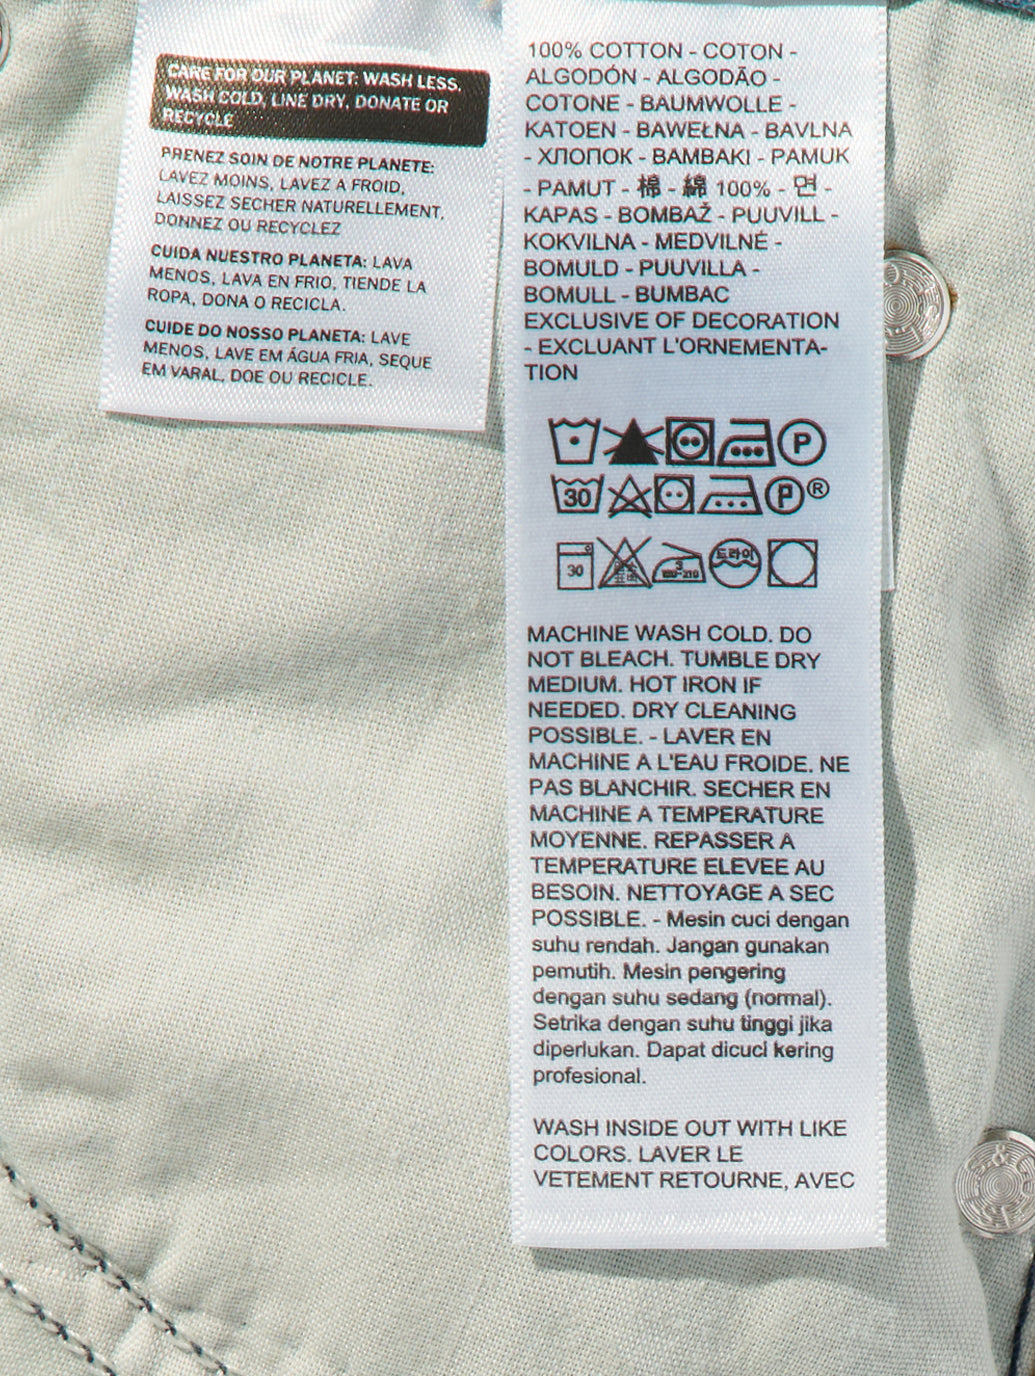 CARE FOR OUR PLANET: WASH LESS,
WASH COLD, LINE DRY, DONATE OR
RECYCLE
PRENEZ SOIN DE NOTRE PLANETE:
LAVEZ MOINS, LAVEZ A FROID,
LAISSEZ SECHER NATURELLEMENT,
DONNEZ OU RECYCLEZ
CUIDA NUESTRO PLANETA: LAVA
MENOS, LAVA EN FRIO, TIENDE LA
ROPA, DONA O RECICLA.
CUIDE DO NOSSO PLANETA: LAVE
MENOS, LAVE EM ÁGUA FRIA, SEQUE
EM VARAL, DOE OU RECICLE.
100% COTTON - COTON -
ALGODÓN - ALGODÃO -
COTONE - BAUMWOLLE -
KATOEN - BAWEŁNA - BAVLNA
- ХЛОПОК - BAMBAKI - PAMUK
- PAMUT - 棉 - 綿 100% - 면 -
KAPAS - BOMBAŽ - PUUVILL -
KOKVILNA - MEDVILNÉ -
BOMULD - PUUVILLA -
BOMULL - BUMBAC
EXCLUSIVE OF DECORATION
- EXCLUANT L'ORNEMENTA-
TION
P
30 P®
30 3 180-210 드라이
MACHINE WASH COLD. DO
NOT BLEACH. TUMBLE DRY
MEDIUM. HOT IRON IF
NEEDED. DRY CLEANING
POSSIBLE. - LAVER EN
MACHINE A L'EAU FROIDE. NE
PAS BLANCHIR. SECHER EN
MACHINE A TEMPERATURE
MOYENNE. REPASSER A
TEMPERATURE ELEVEE AU
BESOIN. NETTOYAGE A SEC
POSSIBLE. - Mesin cuci dengan
suhu rendah. Jangan gunakan
pemutih. Mesin pengering
dengan suhu sedang (normal).
Setrika dengan suhu tinggi jika
diperlukan. Dapat dicuci kering
profesional.
WASH INSIDE OUT WITH LIKE
COLORS. LAVER LE
VETEMENT RETOURNE, AVEC